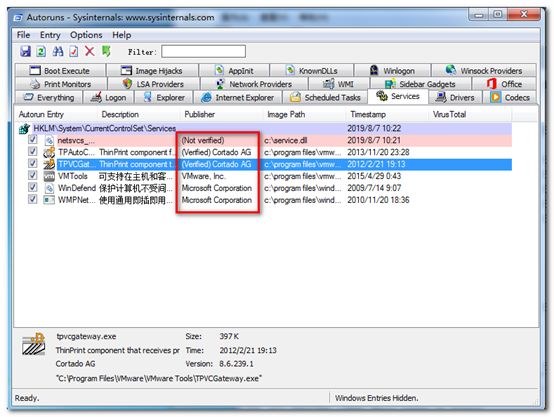 Autoruns - Sysinternals: www.sysinternals.com
File Entry Options Help
Filter:
Boot Execute Image Hijacks AppInit KnownDLLs Winlogon Winsock Providers
Print Monitors LSA Providers Network Providers WMI Sidebar Gadgets Office
Everything Logon Explorer Internet Explorer Scheduled Tasks Services Drivers Codecs
Autorun Entry Description Publisher Image Path Timestamp VirusTotal
HKLM\System\CurrentControlSet\Services 2019/8/7 10:22
netsvcs_... (Not verified) c:\service.dll 2019/8/7 10:21
TPAutoC... ThinPrint component f... (Verified) Cortado AG c:\program files\vmw... 2013/11/20 23:28
TPVCGat... ThinPrint component t... (Verified) Cortado AG c:\program files\vmw... 2012/2/21 19:13
VMTools 可支持在主机和客... VMware, Inc. c:\program files\vmw... 2015/4/29 0:43
WinDefend 保护计算机不受间... Microsoft Corporation c:\program files\wind... 2009/7/14 9:07
WMPNet... 使用通用即插即用... Microsoft Corporation c:\program files\wind... 2010/11/20 18:36
tpvcgateway.exe Size: 397 K
ThinPrint component that receives pr Time: 2012/2/21 19:13
Cortado AG Version: 8.6.239.1
"C:\Program Files\VMware\VMware Tools\TPVCGateway.exe"
Ready. Windows Entries Hidden.